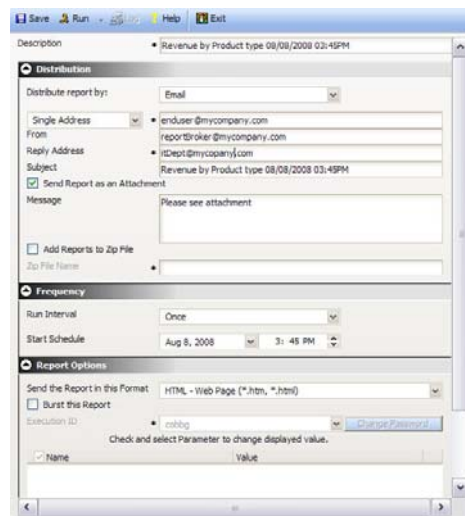 Save Run Log Help Exit
Description Revenue by Product type 08/08/2008 03:45PM
Distribution
Distribute report by: Email
Single Address enduser@mycompany.com
From reportBroker@mycompany.com
Reply Address itDept@mycopany.com
Subject Revenue by Product type 08/08/2008 03:45PM
Send Report as an Attachment
Message Please see attachment
Add Reports to Zip File
Zip File Name
Frequency
Run Interval Once
Start Schedule Aug 8, 2008 3: 45 PM
Report Options
Send the Report in this Format HTML - Web Page (*.htm, *.html)
Burst this Report
Execution ID cobbg Change Password
Check and select Parameter to change displayed value.
Name Value